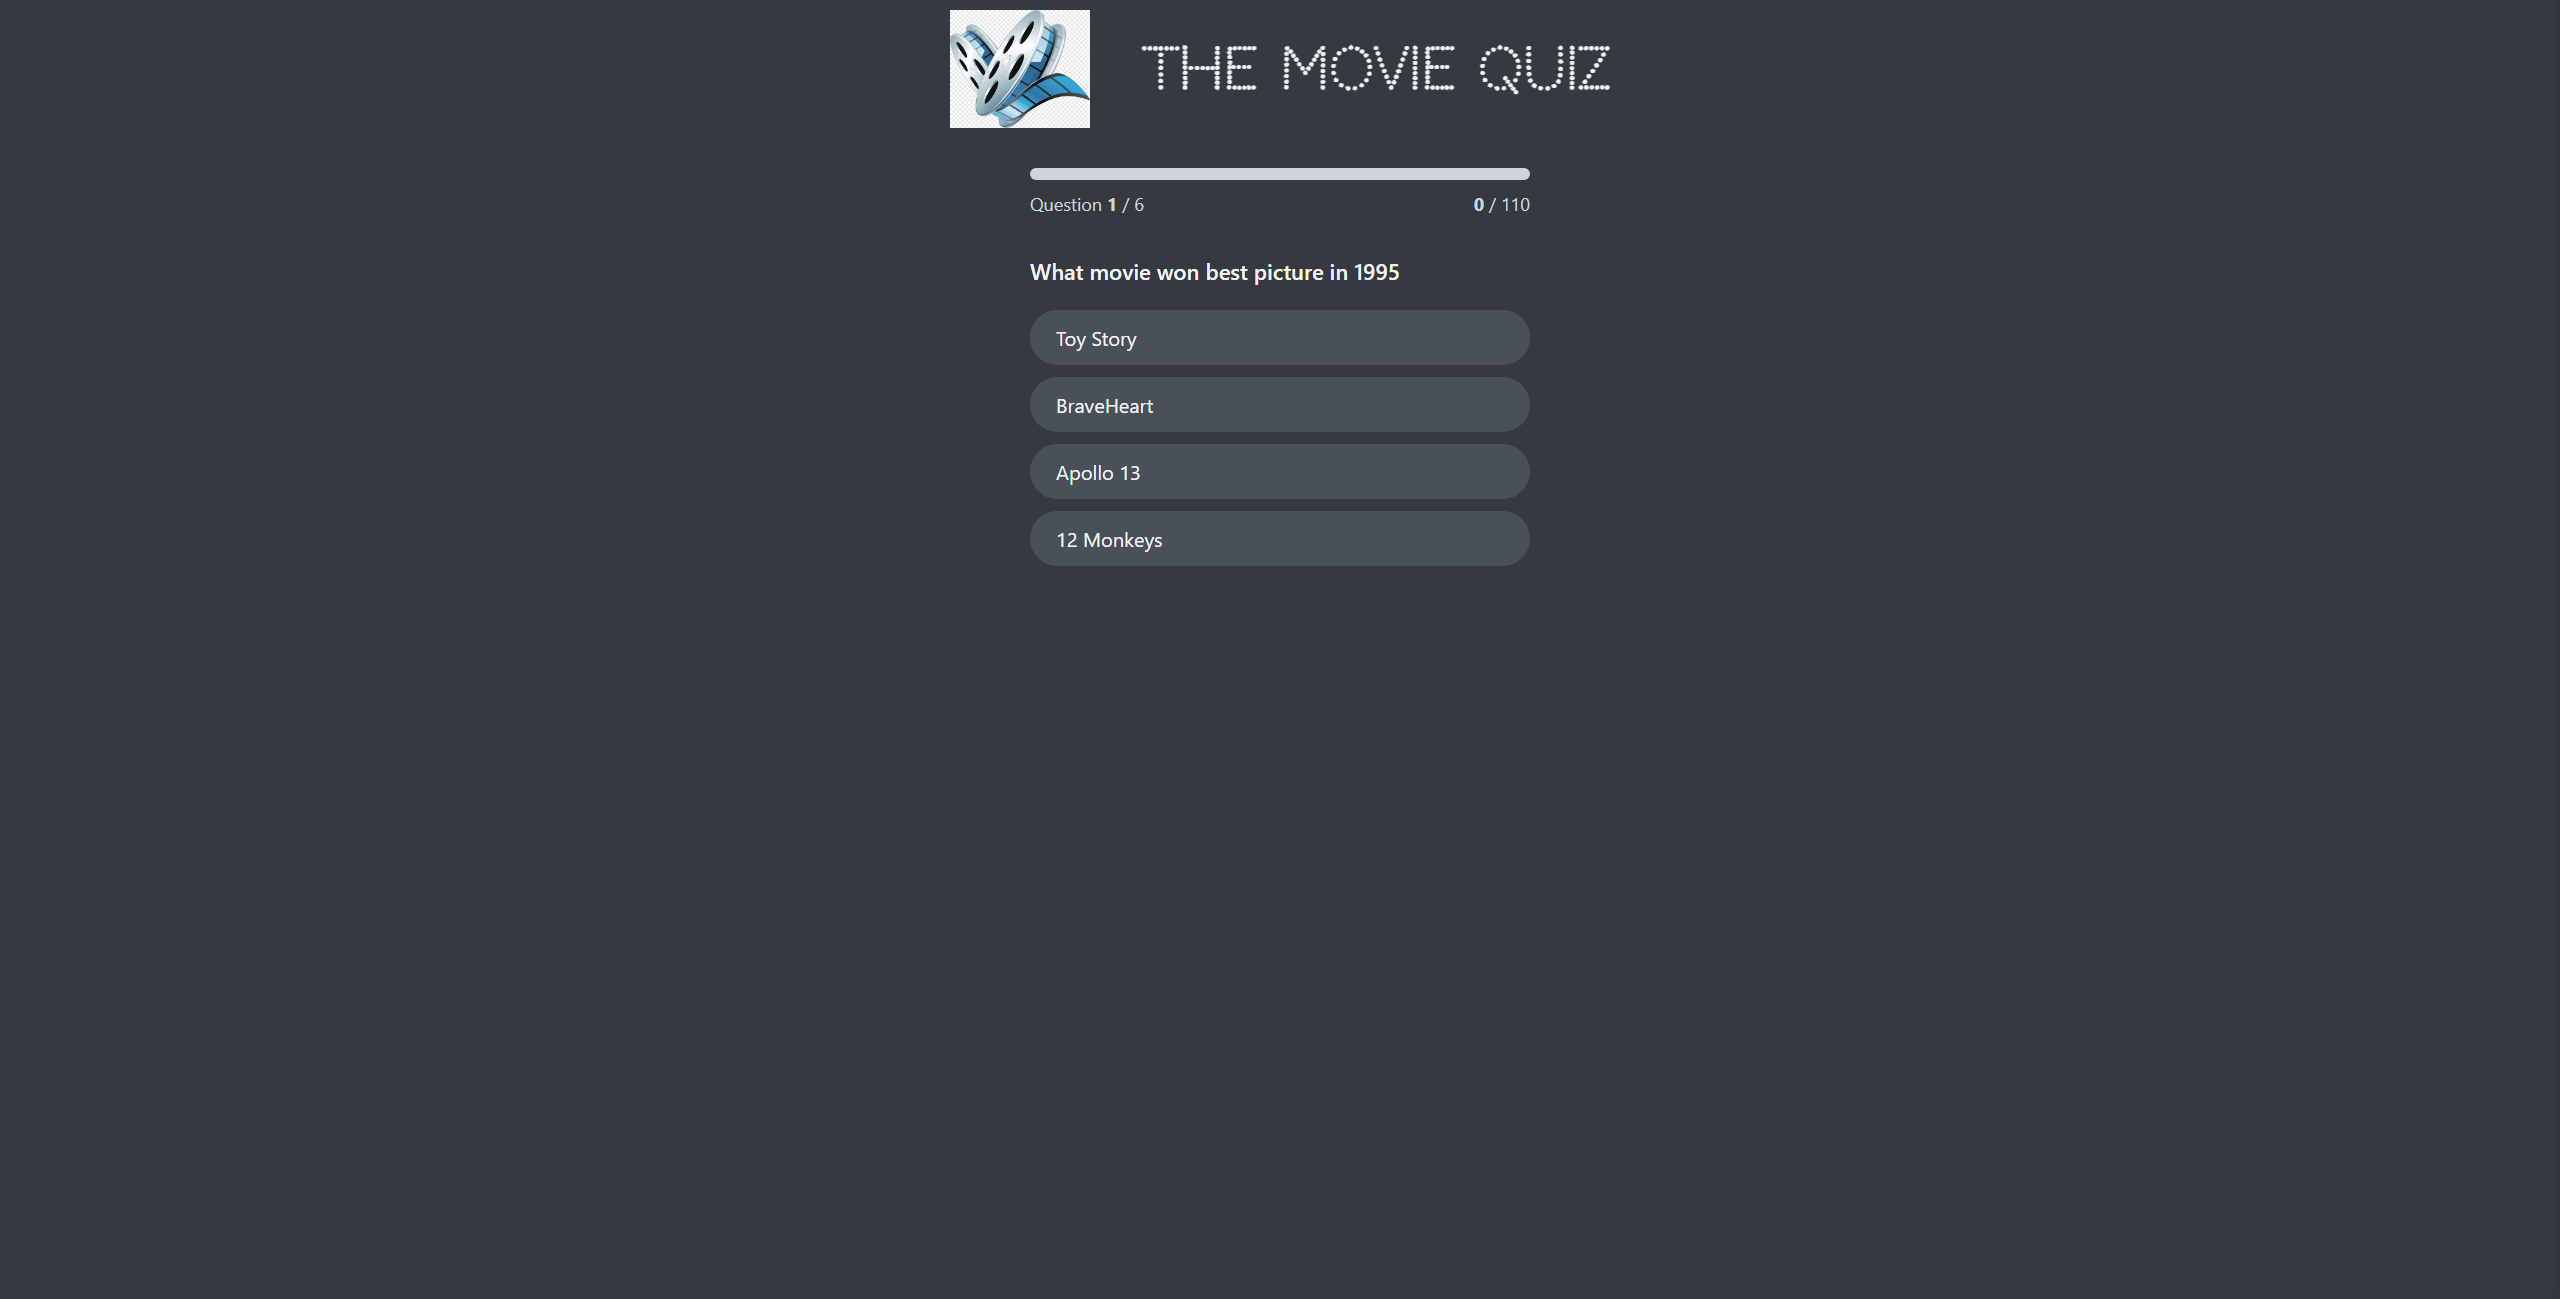 THE MOVIE QUIZ
Question 1 / 6
0 / 110
What movie won best picture in 1995
Toy Story
BraveHeart
Apollo 13
12 Monkeys